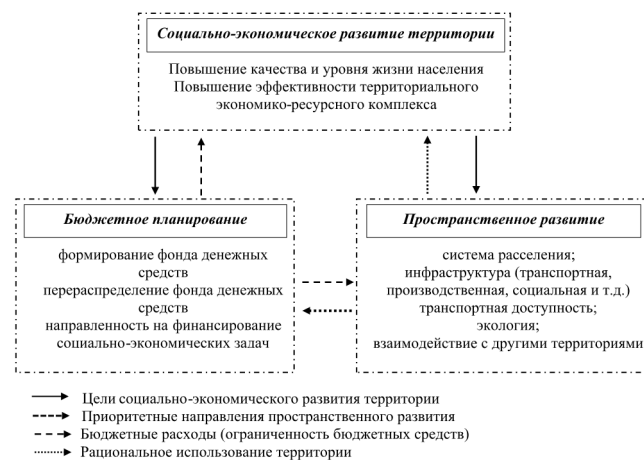 Социально-экономическое развитие территории
Повышение качества и уровня жизни населения
Повышение эффективности территориального
экономико-ресурсного комплекса
Бюджетное планирование
формирование фонда денежных
средств
перераспределение фонда денежных
средств
направленность на финансирование
социально-экономических задач
Пространственное развитие
система расселения;
инфраструктура (транспортная,
производственная, социальная и т.д.)
транспортная доступность;
экология;
взаимодействие с другими территориями
Цели социально-экономического развития территории
Приоритетные направления пространственного развития
Бюджетные расходы (ограниченность бюджетных средств)
Рациональное использование территории